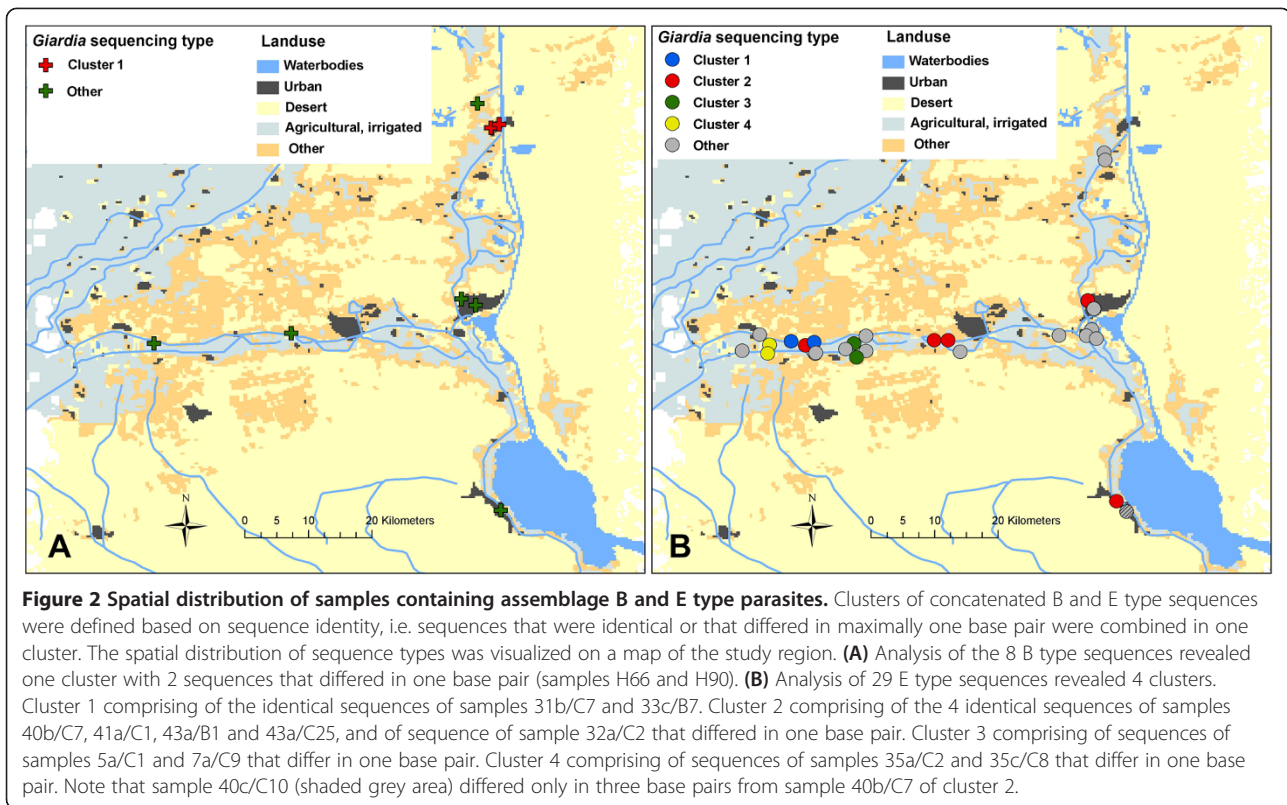 Giardia sequencing type
Cluster 1
Other
Landuse
Waterbodies
Urban
Desert
Agricultural, irrigated
Other
N
0 5 10 20 Kilometers
A
Giardia sequencing type
Cluster 1
Cluster 2
Cluster 3
Cluster 4
Other
Landuse
Waterbodies
Urban
Desert
Agricultural, irrigated
Other
N
0 5 10 20 Kilometers
B
Figure 2 Spatial distribution of samples containing assemblage B and E type parasites. Clusters of concatenated B and E type sequences
were defined based on sequence identity, i.e. sequences that were identical or that differed in maximally one base pair were combined in one
cluster. The spatial distribution of sequence types was visualized on a map of the study region. (A) Analysis of the 8 B type sequences revealed
one cluster with 2 sequences that differed in one base pair (samples H66 and H90). (B) Analysis of 29 E type sequences revealed 4 clusters.
Cluster 1 comprising of the identical sequences of samples 31b/C7 and 33c/B7. Cluster 2 comprising of the 4 identical sequences of samples
40b/C7, 41a/C1, 43a/B1 and 43a/C25, and of sequence of sample 32a/C2 that differed in one base pair. Cluster 3 comprising of sequences of
samples 5a/C1 and 7a/C9 that differ in one base pair. Cluster 4 comprising of sequences of samples 35a/C2 and 35c/C8 that differ in one base
pair. Note that sample 40c/C10 (shaded grey area) differed only in three base pairs from sample 40b/C7 of cluster 2.